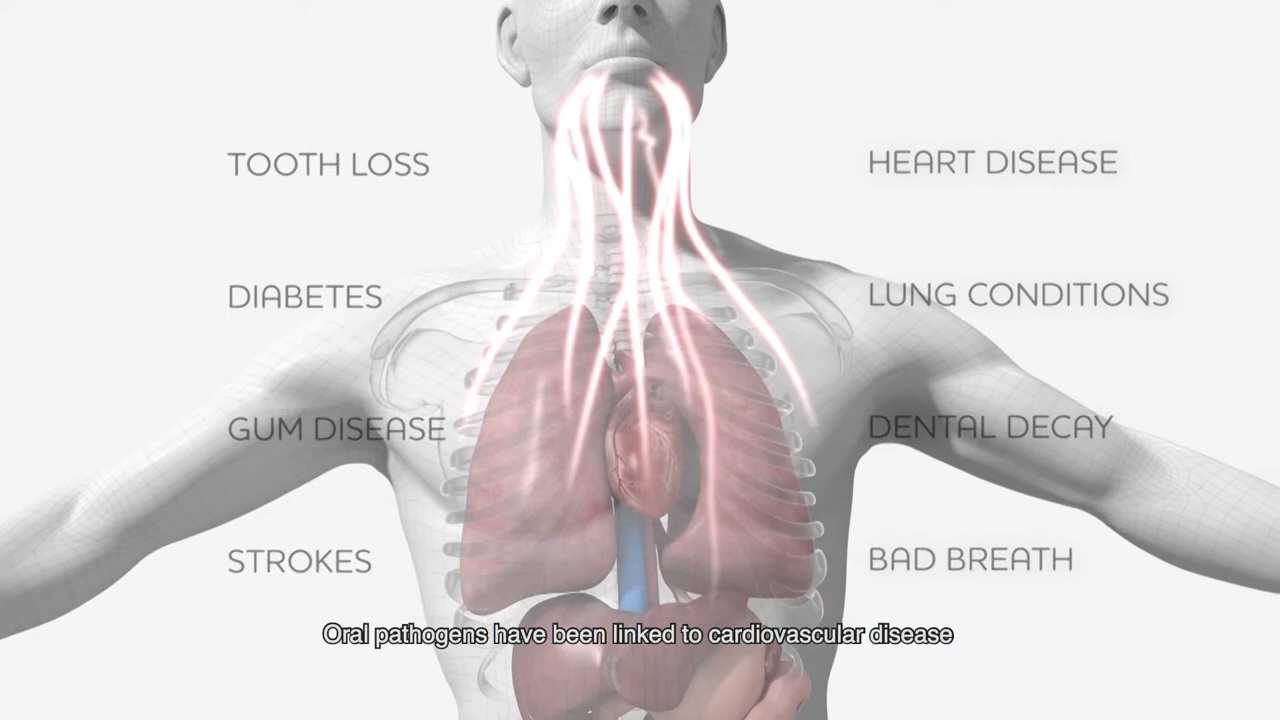 TOOTH LOSS
HEART DISEASE
DIABETES
LUNG CONDITIONS
GUM DISEASE
DENTAL DECAY
STROKES
BAD BREATH
Oral pathogens have been linked to cardiovascular disease